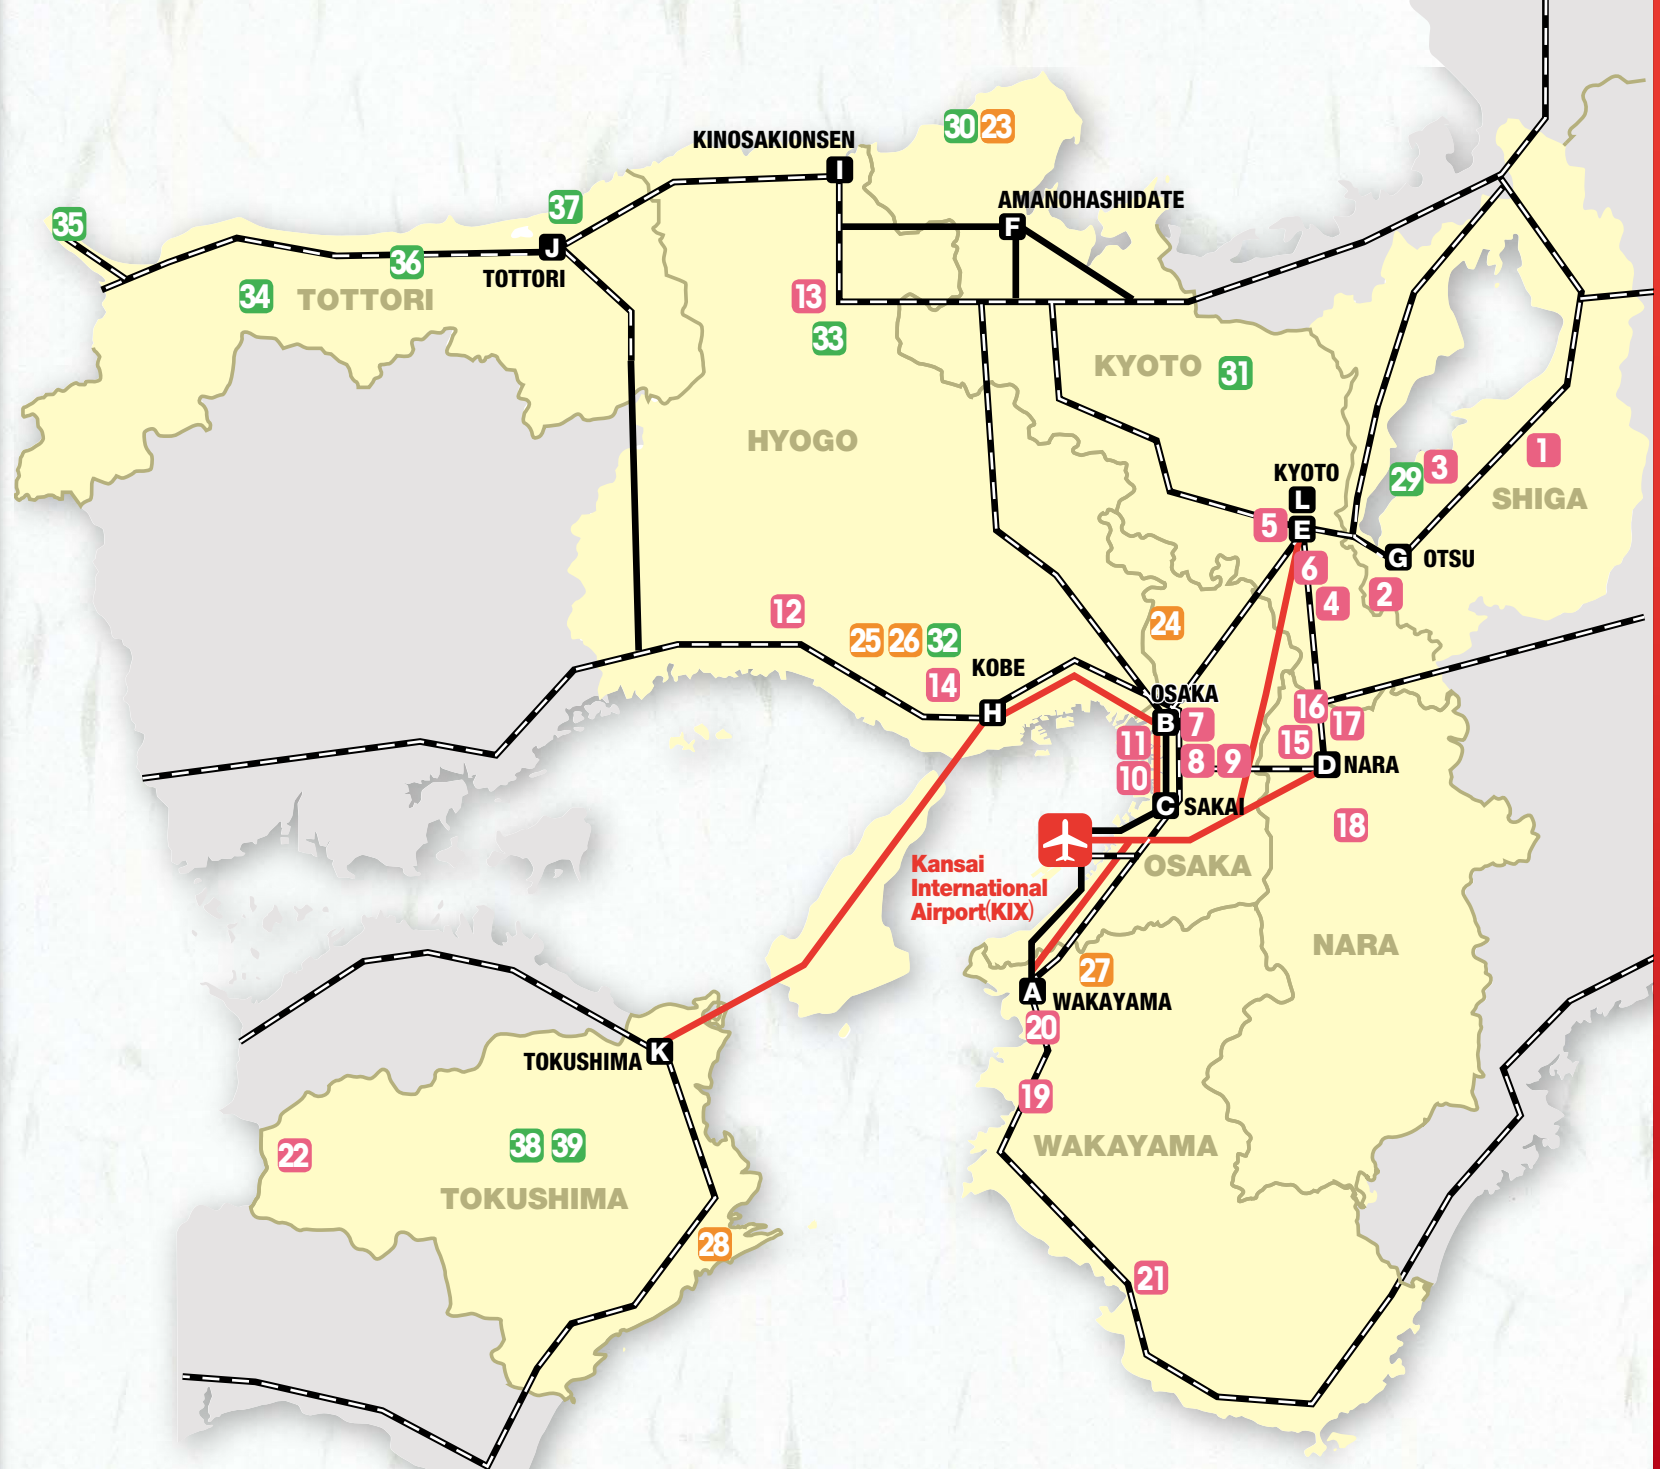 30 23
KINOSAKIONSEN
I
AMANOHASHIDATE
F
37
35
J
36
TOTTORI
34
TOTTORI
13
33
KYOTO
31
HYOGO
1
3
29
SHIGA
KYOTO
L
5
E
G
OTSU
6
2
4
12
24
25 26 32
KOBE
14
OSAKA
H
B
7
16
17
11
15
8 9
D
NARA
10
C
SAKAI
18
Kansai
International
Airport(KIX)
OSAKA
NARA
27
A
WAKAYAMA
20
TOKUSHIMA
K
19
38 39
22
WAKAYAMA
TOKUSHIMA
28
21